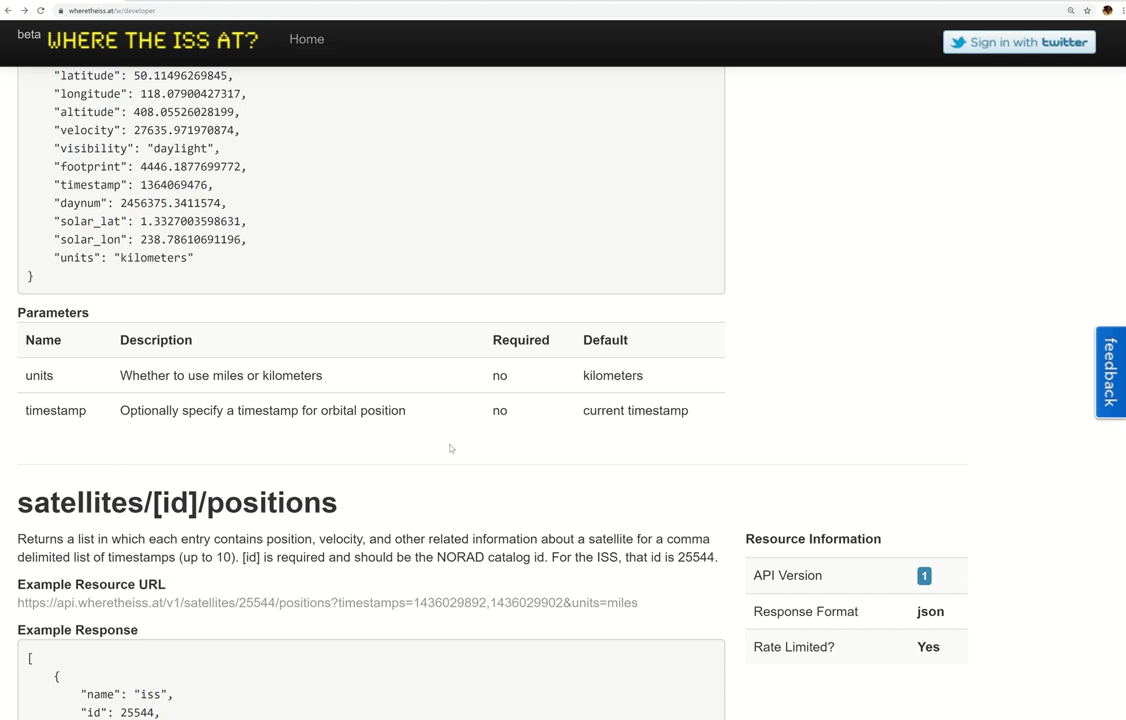 wheretheiss.at/w/developer
beta WHERE THE ISS AT? Home Sign in with twitter
"latitude": 50.11496269845,
"longitude": 118.07900427317,
"altitude": 408.05526028199,
"velocity": 27635.971970874,
"visibility": "daylight",
"footprint": 4446.1877699772,
"timestamp": 1364069476,
"daynum": 2456375.3411574,
"solar_lat": 1.3327003598631,
"solar_lon": 238.78610691196,
"units": "kilometers"
}
Parameters
Name Description Required Default
units Whether to use miles or kilometers no kilometers
timestamp Optionally specify a timestamp for orbital position no current timestamp
feedback
satellites/[id]/positions
Returns a list in which each entry contains position, velocity, and other related information about a satellite for a comma
delimited list of timestamps (up to 10). [id] is required and should be the NORAD catalog id. For the ISS, that id is 25544.
Example Resource URL
https://api.wheretheiss.at/v1/satellites/25544/positions?timestamps=1436029892,1436029902&units=miles
Example Response
[
{
"name": "iss",
"id": 25544,
Resource Information
API Version 1
Response Format json
Rate Limited? Yes